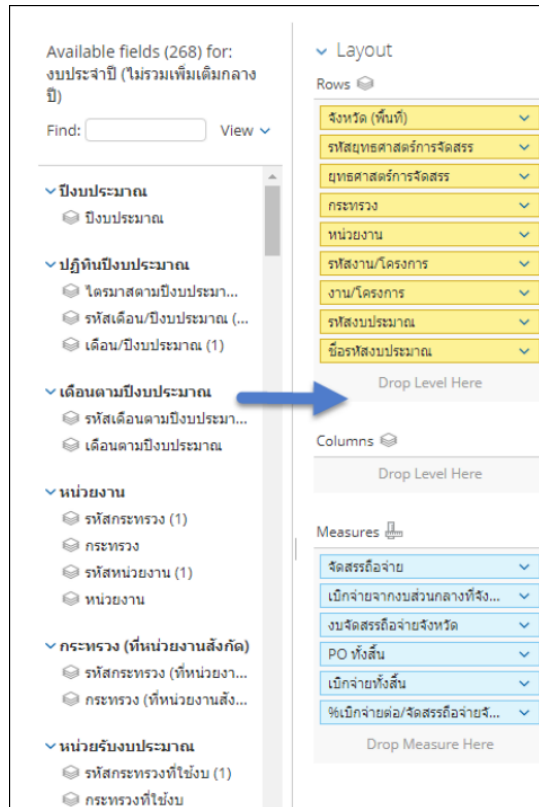 Available fields (268) for:
งบประจำปี (ไม่รวมเพิ่มเติมกลาง
ปี)
Find:
View
ปีงบประมาณ
ปีงบประมาณ
ปฏิทินปีงบประมาณ
ไตรมาสตามปีงบประมา...
รหัสเดือน/ปีงบประมาณ (...
เดือน/ปีงบประมาณ (1)
เดือนตามปีงบประมาณ
รหัสเดือนตามปีงบประมา...
เดือนตามปีงบประมาณ
หน่วยงาน
รหัสกระทรวง (1)
กระทรวง
รหัสหน่วยงาน (1)
หน่วยงาน
กระทรวง (ที่หน่วยงานสังกัด)
รหัสกระทรวง (ที่หน่วยงา...
กระทรวง (ที่หน่วยงานสัง...
หน่วยรับงบประมาณ
รหัสกระทรวงที่ใช้งบ (1)
กระทรวงที่ใช้งบ
Layout
Rows
จังหวัด (พื้นที่)
รหัสยุทธศาสตร์การจัดสรร
ยุทธศาสตร์การจัดสรร
กระทรวง
หน่วยงาน
รหัสงาน/โครงการ
งาน/โครงการ
รหัสงบประมาณ
ชื่อรหัสงบประมาณ
Drop Level Here
Columns
Drop Level Here
Measures
จัดสรรถือจ่าย
เบิกจ่ายจากงบส่วนกลางที่จัง...
งบจัดสรรถือจ่ายจังหวัด
PO ทั้งสิ้น
เบิกจ่ายทั้งสิ้น
%เบิกจ่ายต่อ/จัดสรรถือจ่ายจั...
Drop Measure Here